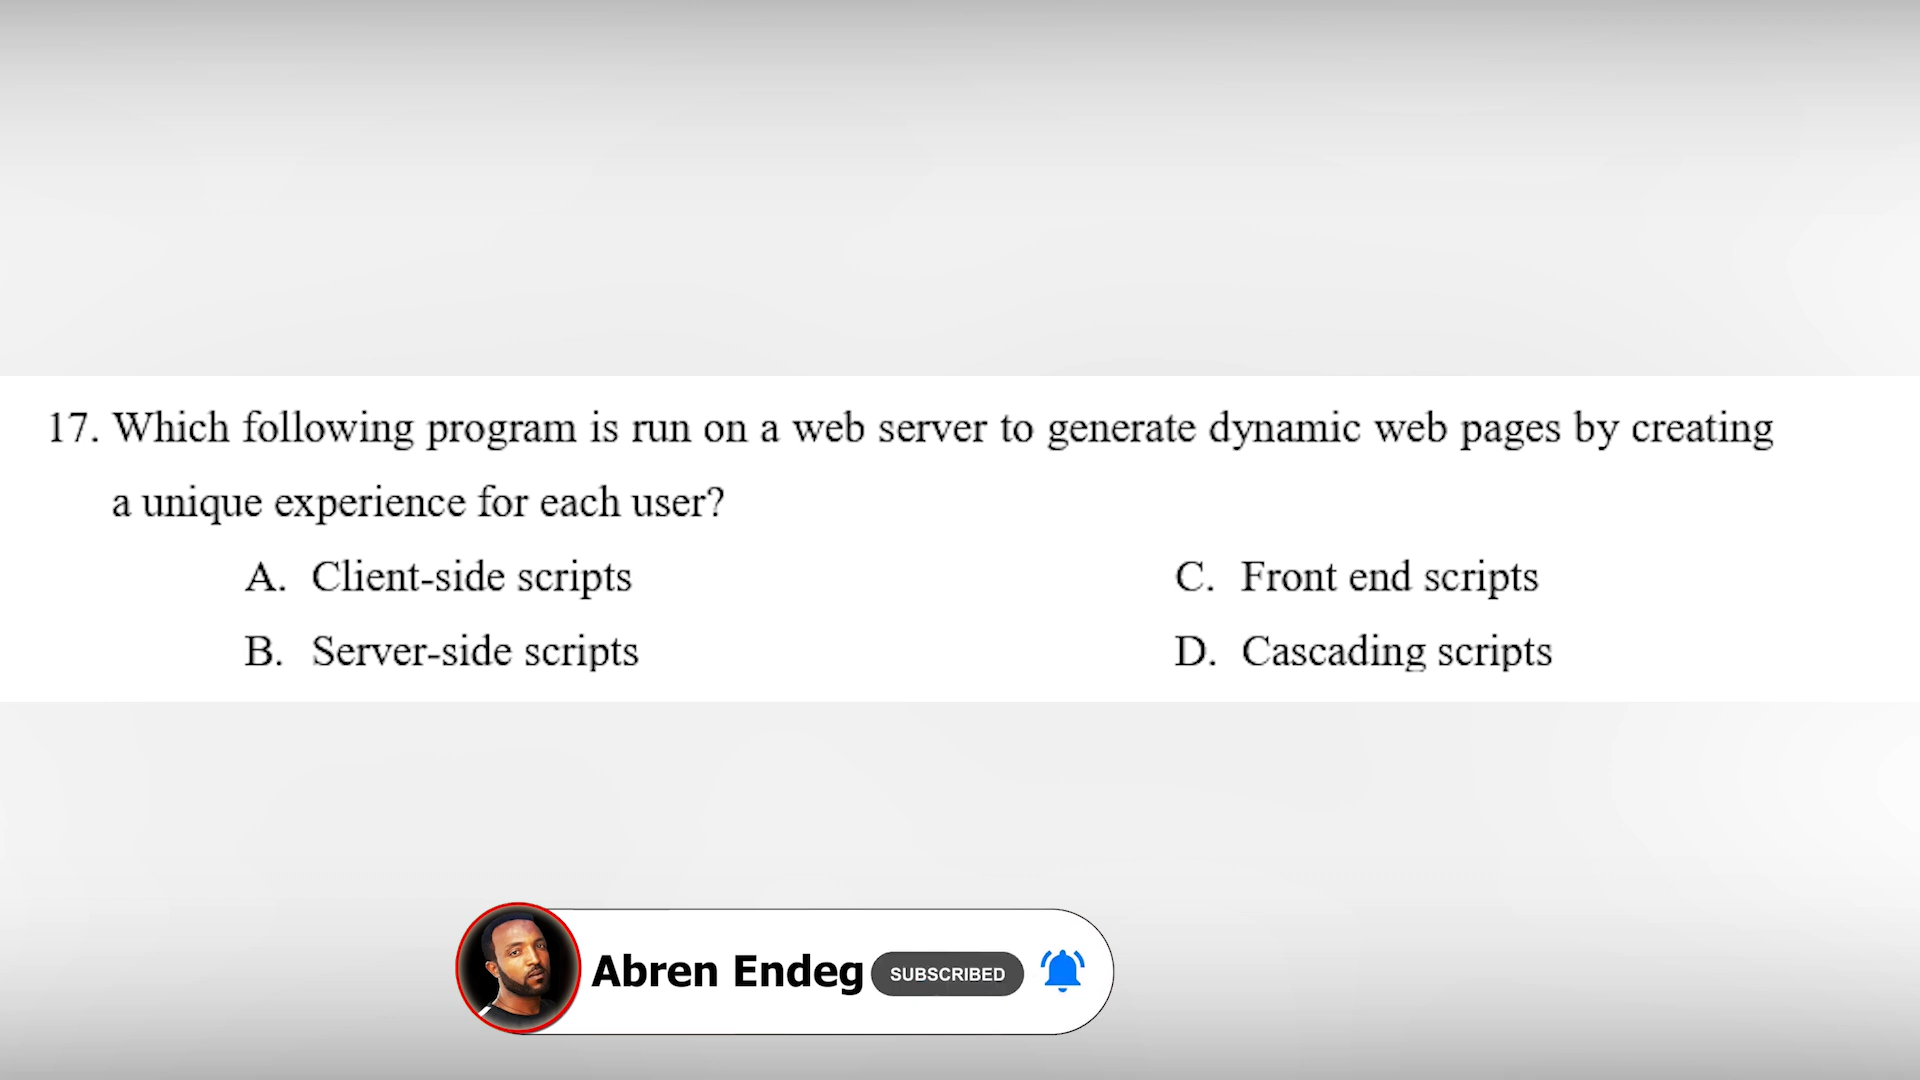 17. Which following program is run on a web server to generate dynamic web pages by creating
a unique experience for each user?
A. Client-side scripts
C. Front end scripts
B. Server-side scripts
D. Cascading scripts
Abren Endeg SUBSCRIBED